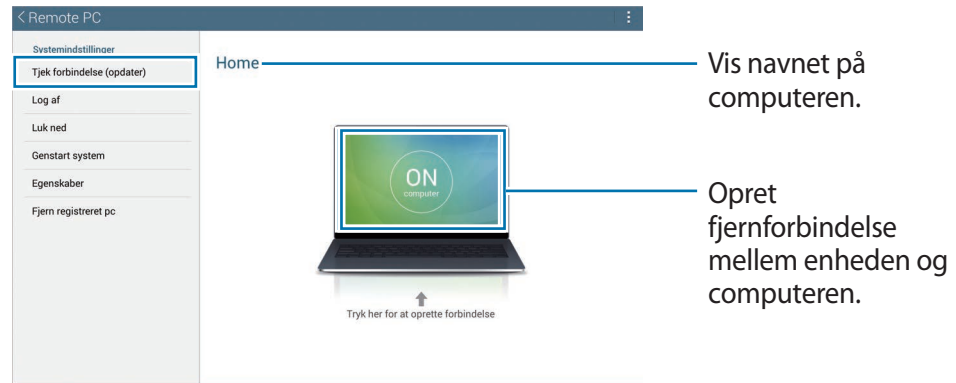 Remote PC
Systemindstillinger
Tjek forbindelse (opdater)
Log af
Luk ned
Genstart system
Egenskaber
Fjern registreret pc
Home
ON
computer
Tryk her for at oprette forbindelse
Vis navnet på
computeren.
Opret
fjernforbindelse
mellem enheden og
computeren.